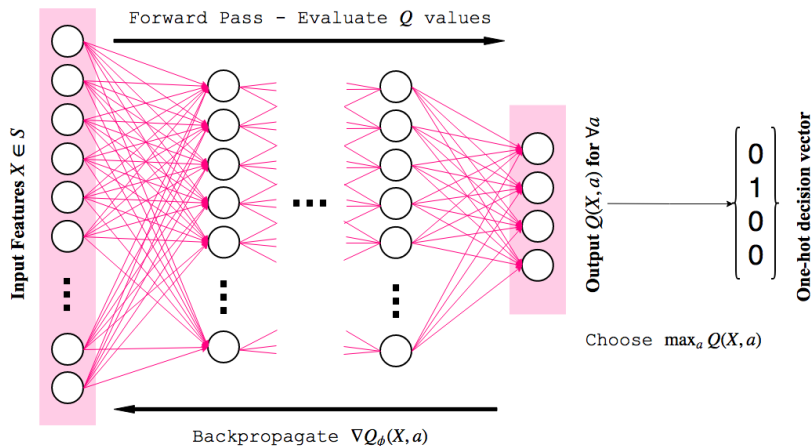 Forward Pass - Evaluate Q values
Input Features X ∈ S
Output Q(X, a) for ∀a
0
1
0
0
One-hot decision vector
Choose maxₐ Q(X, a)
Backpropagate ∇Q_ϕ(X, a)